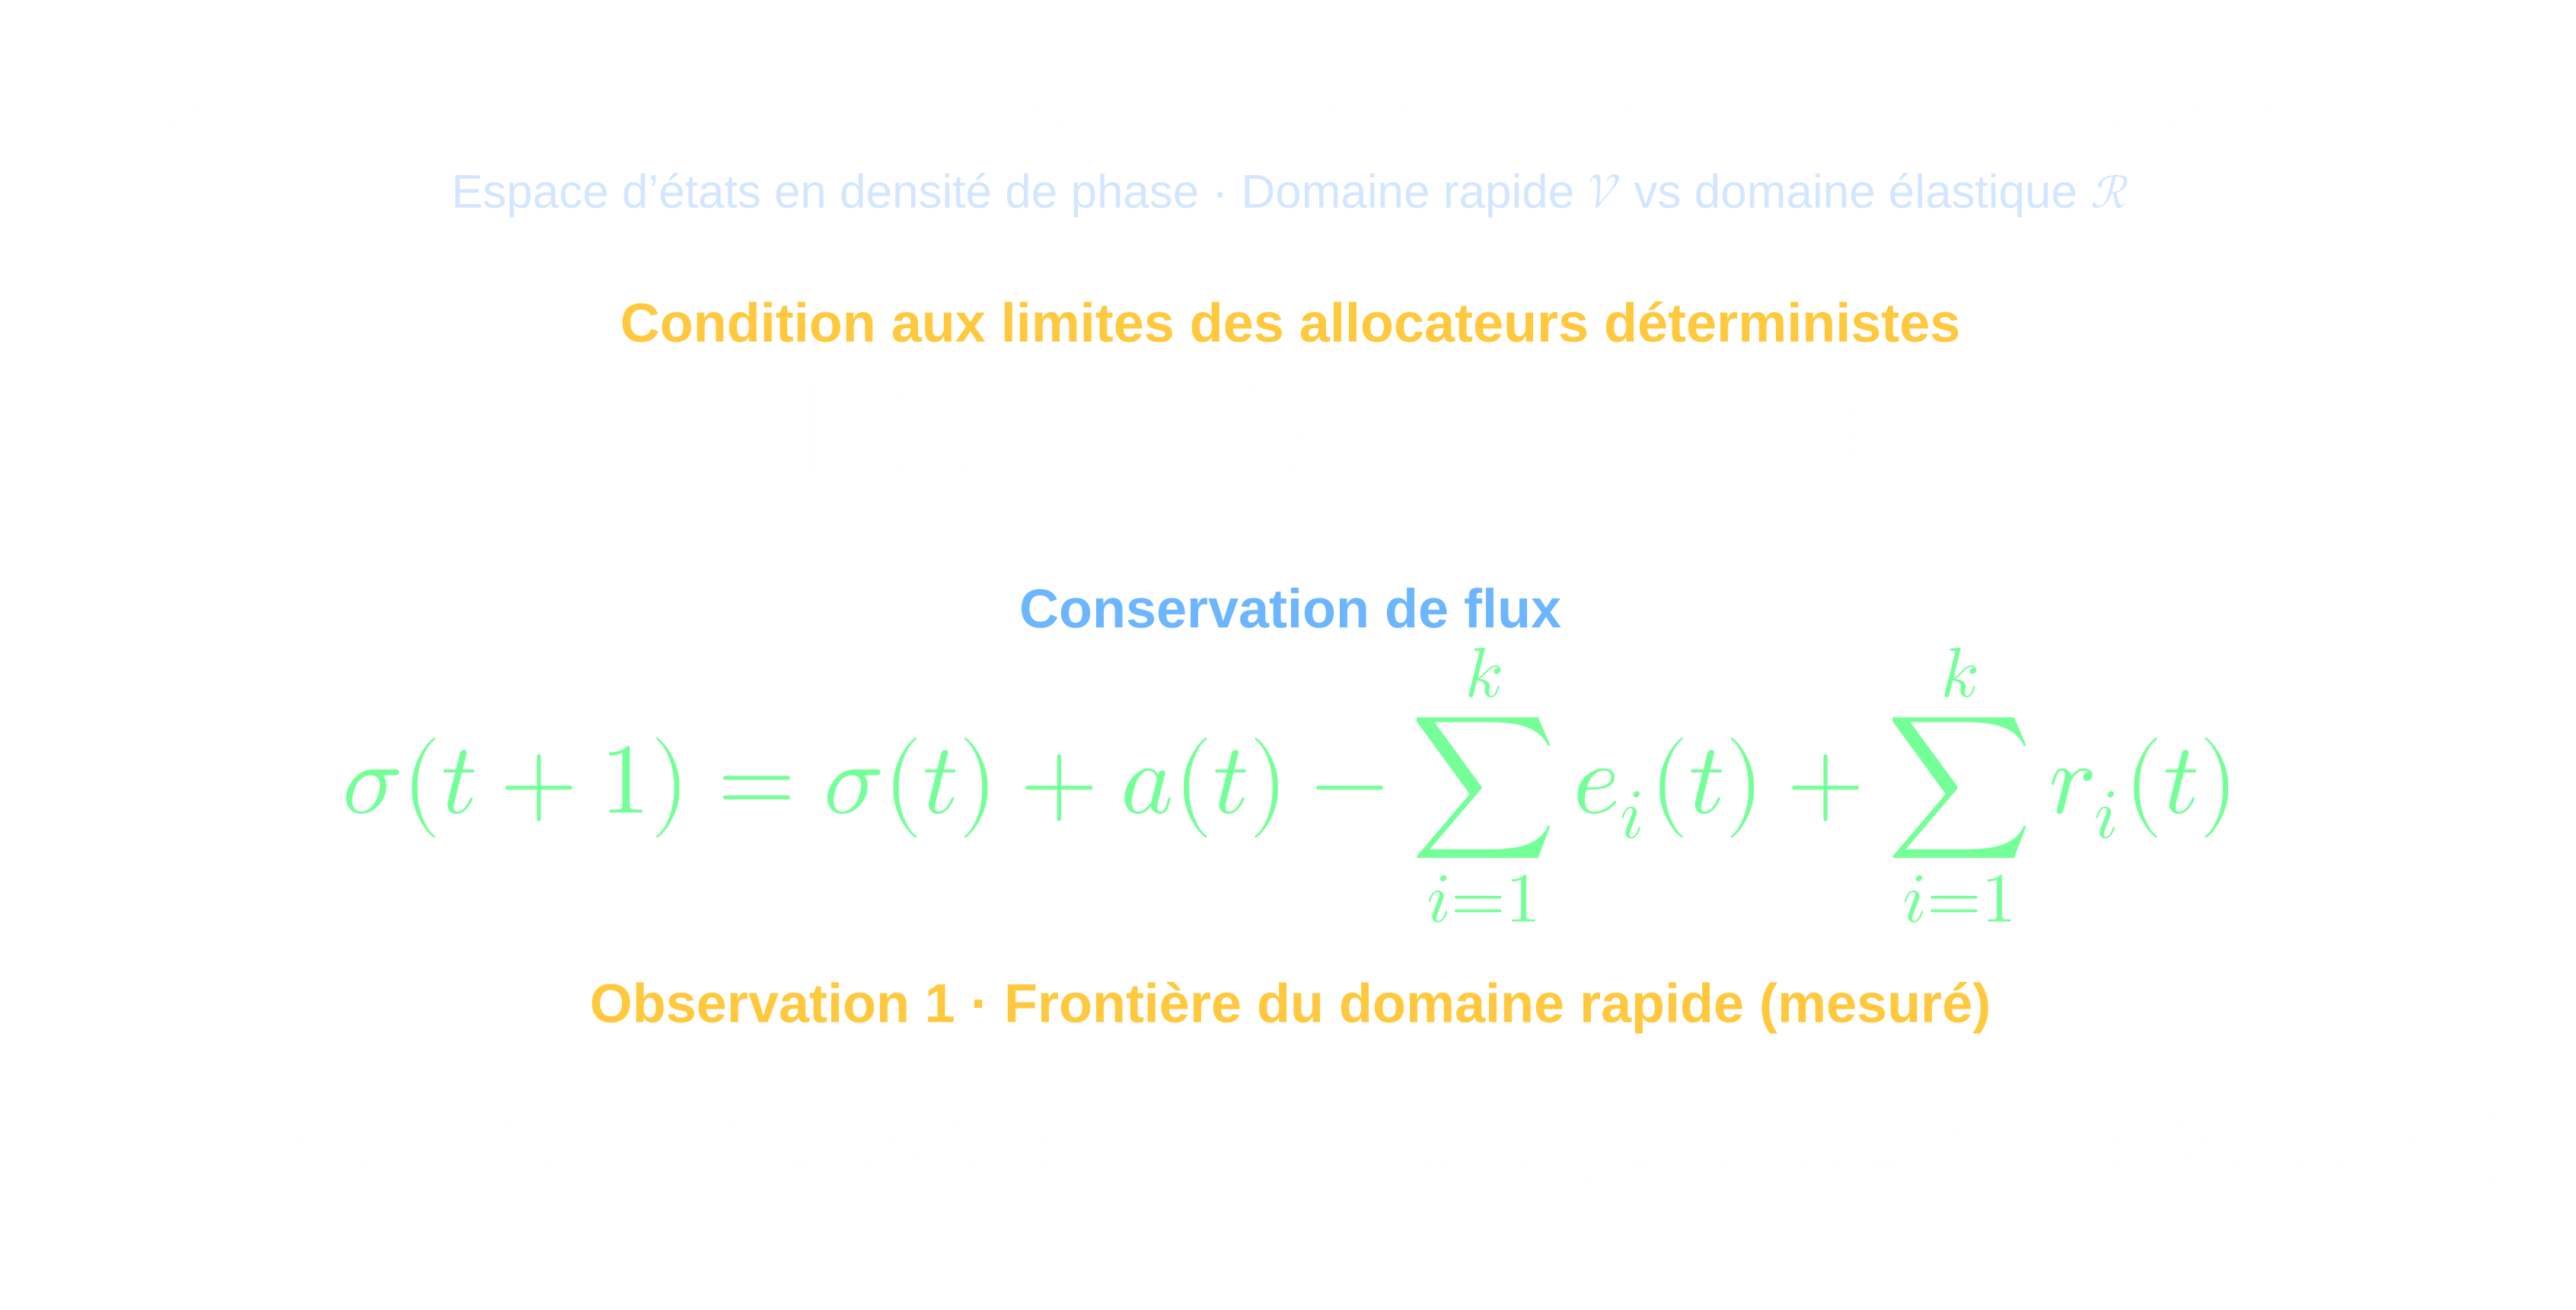 Espace d’états en densité de phase · Domaine rapide 𝒱 vs domaine élastique ℛ
Condition aux limites des allocateurs déterministes
Conservation de flux
σ(t + 1) = σ(t) + a(t) − ∑_{i=1}^{k} e_i(t) + ∑_{i=1}^{k} r_i(t)
Observation 1 · Frontière du domaine rapide (mesuré)